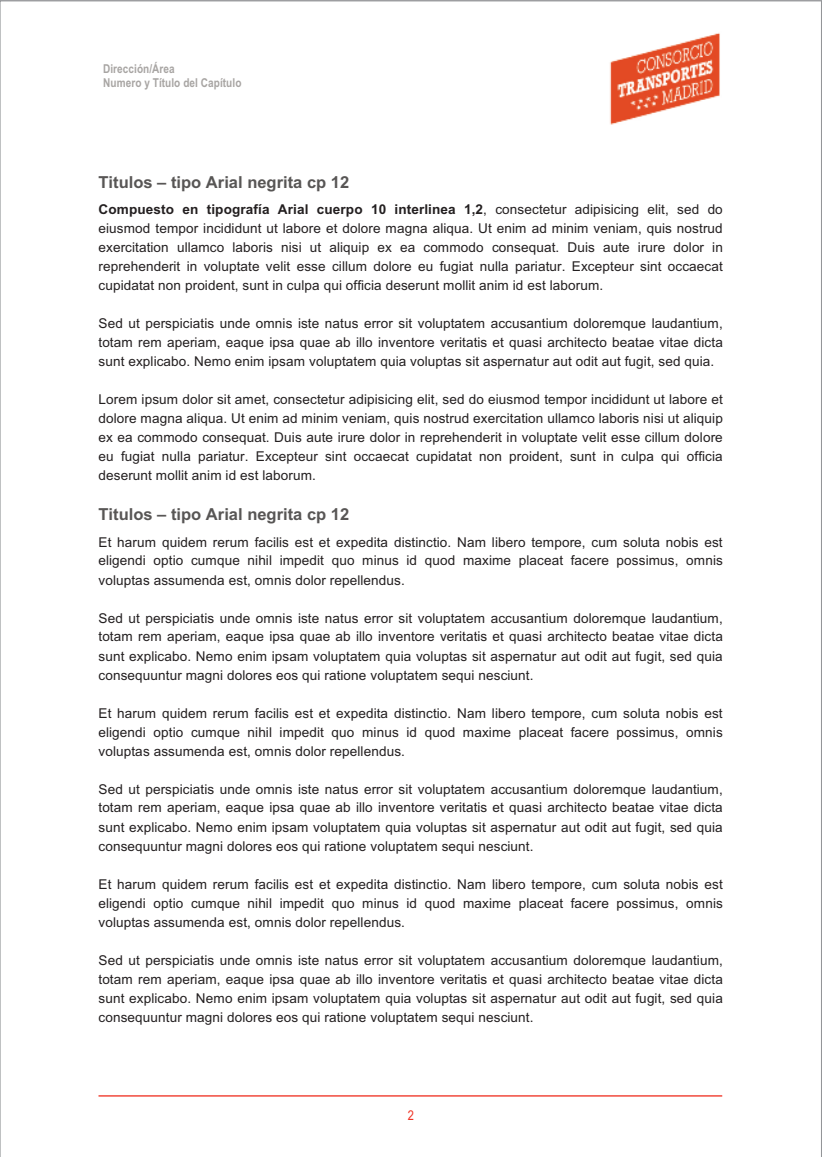 Dirección/Área
Numero y Título del Capítulo
CONSORCIO
TRANSPORTES
MADRID
Titulos – tipo Arial negrita cp 12
Compuesto en tipografía Arial cuerpo 10 interlinea 1,2, consectetur adipisicing elit, sed do
eiusmod tempor incididunt ut labore et dolore magna aliqua. Ut enim ad minim veniam, quis nostrud
exercitation ullamco laboris nisi ut aliquip ex ea commodo consequat. Duis aute irure dolor in
reprehenderit in voluptate velit esse cillum dolore eu fugiat nulla pariatur. Excepteur sint occaecat
cupidatat non proident, sunt in culpa qui officia deserunt mollit anim id est laborum.
Sed ut perspiciatis unde omnis iste natus error sit voluptatem accusantium doloremque laudantium,
totam rem aperiam, eaque ipsa quae ab illo inventore veritatis et quasi architecto beatae vitae dicta
sunt explicabo. Nemo enim ipsam voluptatem quia voluptas sit aspernatur aut odit aut fugit, sed quia.
Lorem ipsum dolor sit amet, consectetur adipisicing elit, sed do eiusmod tempor incididunt ut labore et
dolore magna aliqua. Ut enim ad minim veniam, quis nostrud exercitation ullamco laboris nisi ut aliquip
ex ea commodo consequat. Duis aute irure dolor in reprehenderit in voluptate velit esse cillum dolore
eu fugiat nulla pariatur. Excepteur sint occaecat cupidatat non proident, sunt in culpa qui officia
deserunt mollit anim id est laborum.
Titulos – tipo Arial negrita cp 12
Et harum quidem rerum facilis est et expedita distinctio. Nam libero tempore, cum soluta nobis est
eligendi optio cumque nihil impedit quo minus id quod maxime placeat facere possimus, omnis
voluptas assumenda est, omnis dolor repellendus.
Sed ut perspiciatis unde omnis iste natus error sit voluptatem accusantium doloremque laudantium,
totam rem aperiam, eaque ipsa quae ab illo inventore veritatis et quasi architecto beatae vitae dicta
sunt explicabo. Nemo enim ipsam voluptatem quia voluptas sit aspernatur aut odit aut fugit, sed quia
consequuntur magni dolores eos qui ratione voluptatem sequi nesciunt.
Et harum quidem rerum facilis est et expedita distinctio. Nam libero tempore, cum soluta nobis est
eligendi optio cumque nihil impedit quo minus id quod maxime placeat facere possimus, omnis
voluptas assumenda est, omnis dolor repellendus.
Sed ut perspiciatis unde omnis iste natus error sit voluptatem accusantium doloremque laudantium,
totam rem aperiam, eaque ipsa quae ab illo inventore veritatis et quasi architecto beatae vitae dicta
sunt explicabo. Nemo enim ipsam voluptatem quia voluptas sit aspernatur aut odit aut fugit, sed quia
consequuntur magni dolores eos qui ratione voluptatem sequi nesciunt.
Et harum quidem rerum facilis est et expedita distinctio. Nam libero tempore, cum soluta nobis est
eligendi optio cumque nihil impedit quo minus id quod maxime placeat facere possimus, omnis
voluptas assumenda est, omnis dolor repellendus.
Sed ut perspiciatis unde omnis iste natus error sit voluptatem accusantium doloremque laudantium,
totam rem aperiam, eaque ipsa quae ab illo inventore veritatis et quasi architecto beatae vitae dicta
sunt explicabo. Nemo enim ipsam voluptatem quia voluptas sit aspernatur aut odit aut fugit, sed quia
consequuntur magni dolores eos qui ratione voluptatem sequi nesciunt.
2